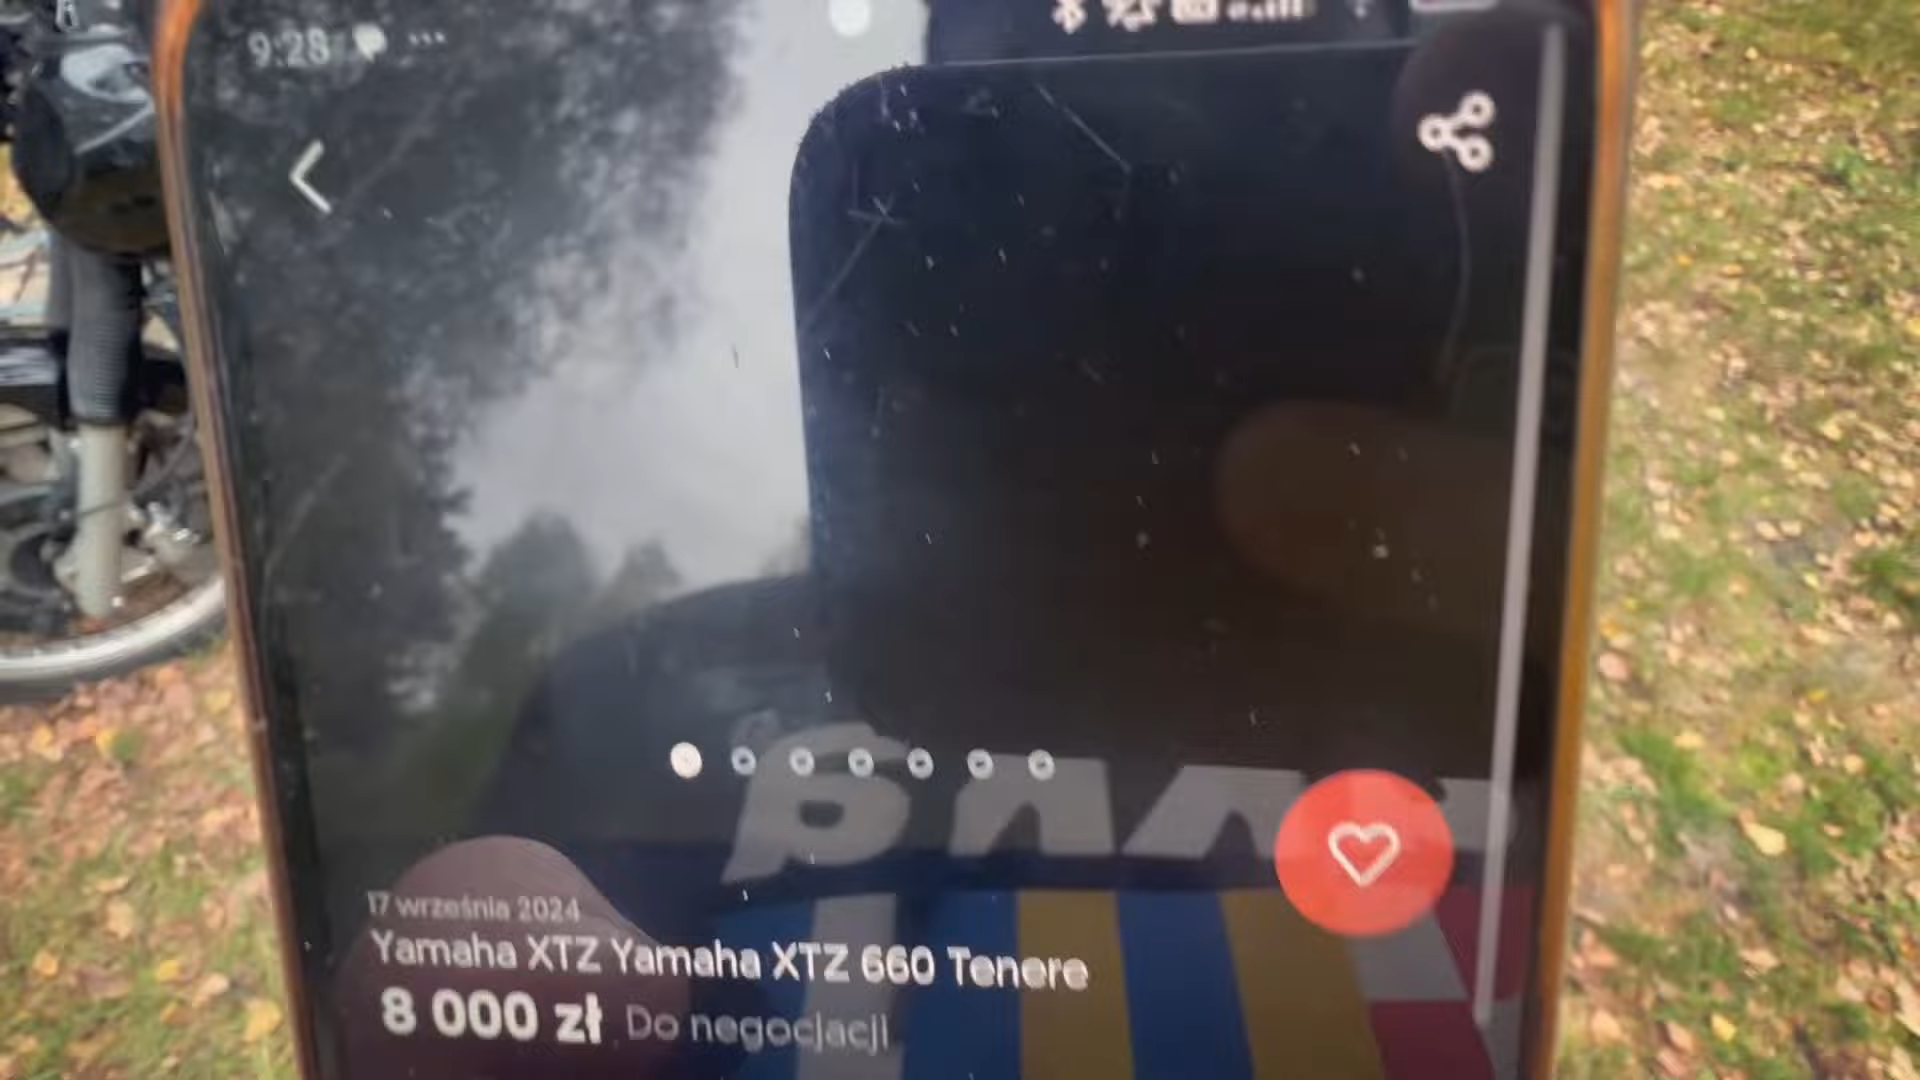 9:28
17 września 2024
Yamaha XTZ Yamaha XTZ 660 Tenere
8 000 zł Do negocjacji